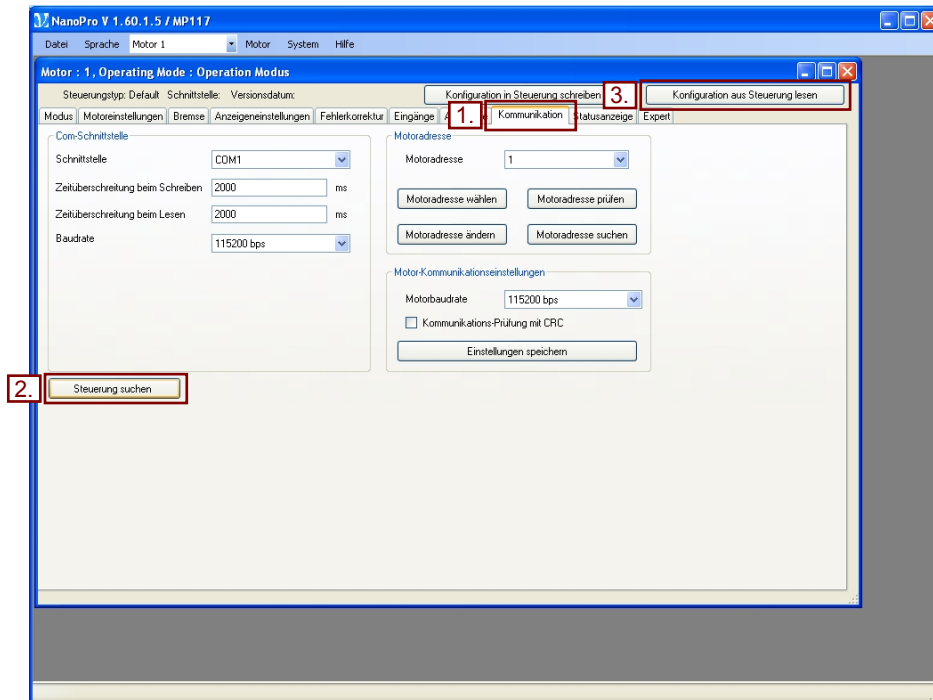 NanoPro V 1.60.1.5 / MP117
Datei Sprache Motor 1 Motor System Hilfe
Motor : 1 , Operating Mode : Operation Modus
Steuerungstyp: Default Schnittstelle: Versionsdatum:
Konfiguration in Steuerung schreiben
3.
Konfiguration aus Steuerung lesen
Modus Motoreinstellungen Bremse Anzeigeneinstellungen Fehlerkorrektur Eingänge
1.
Kommunikation Statusanzeige Expert
Com-Schnittstelle
Schnittstelle COM1
Zeitüberschreitung beim Schreiben 2000 ms
Zeitüberschreitung beim Lesen 2000 ms
Baudrate 115200 bps
Motoradresse
Motoradresse 1
Motoradresse wählen Motoradresse prüfen
Motoradresse ändern Motoradresse suchen
Motor-Kommunikationseinstellungen
Motorbaudrate 115200 bps
Kommunikations-Prüfung mit CRC
Einstellungen speichern
2.
Steuerung suchen